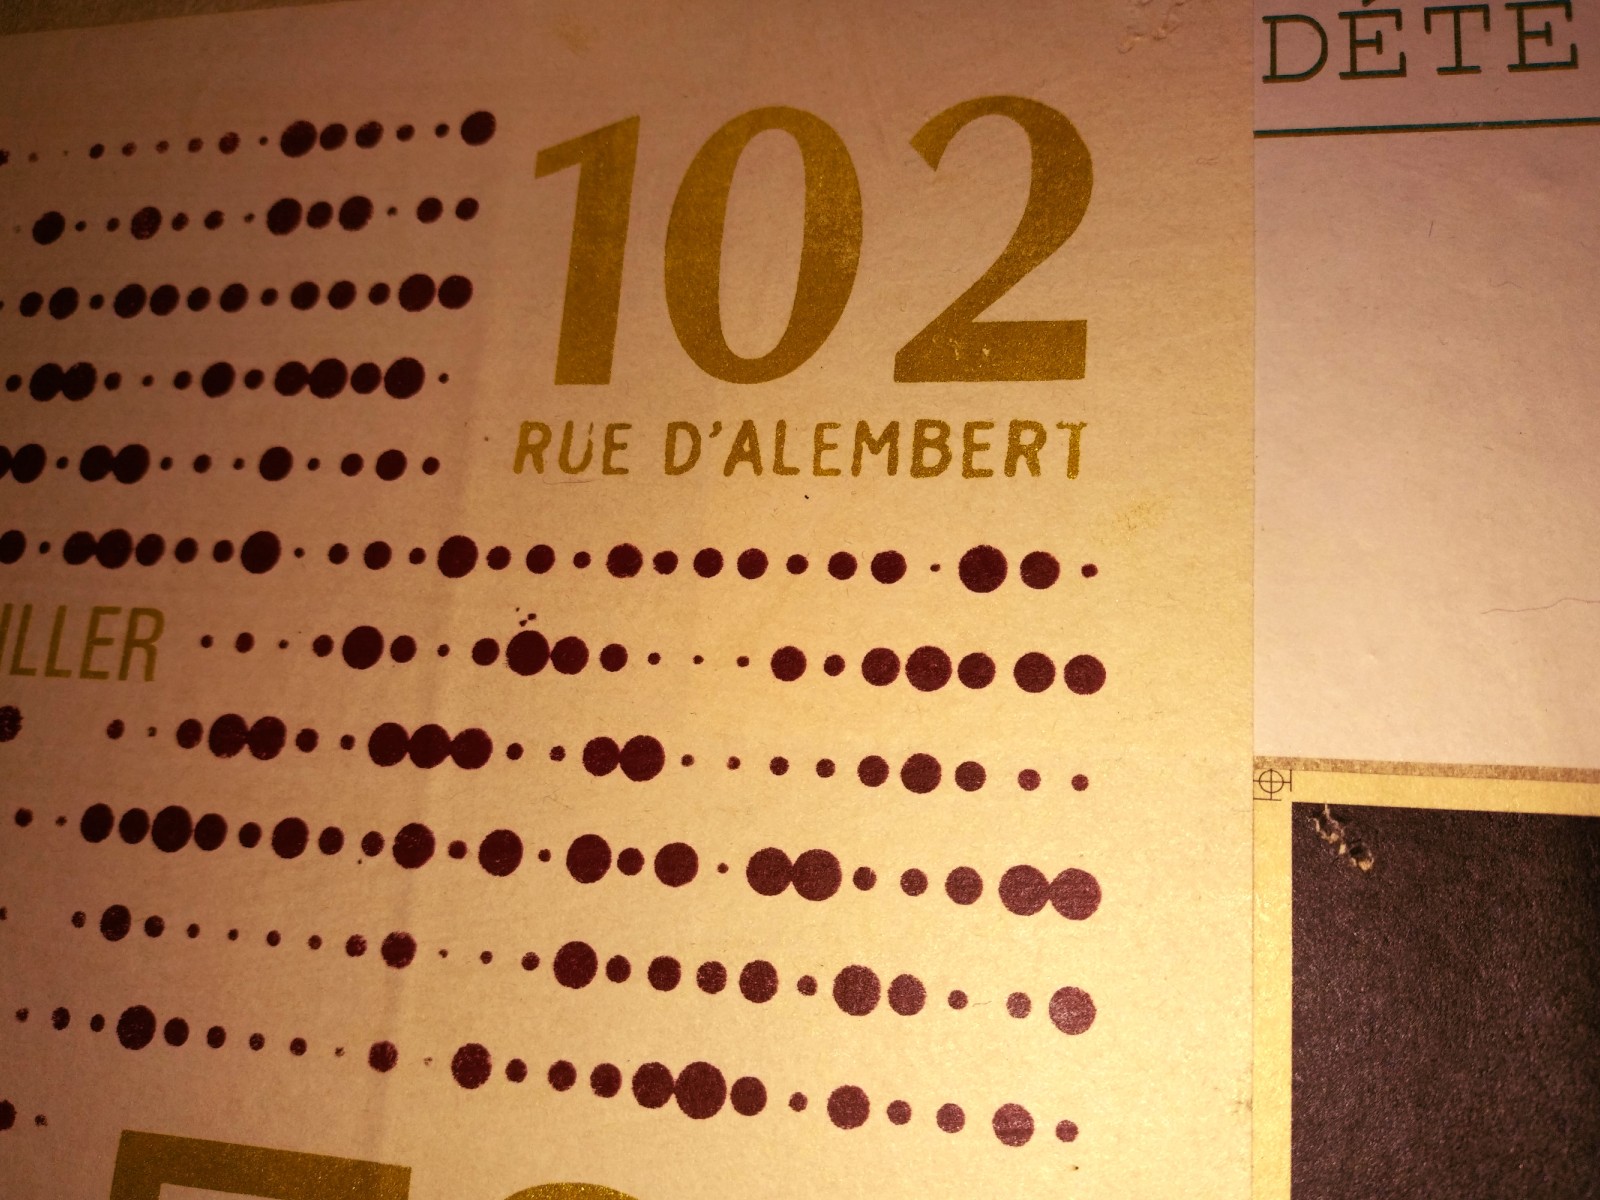 DÉTE
102
RUE D'ALEMBERT
ILLER